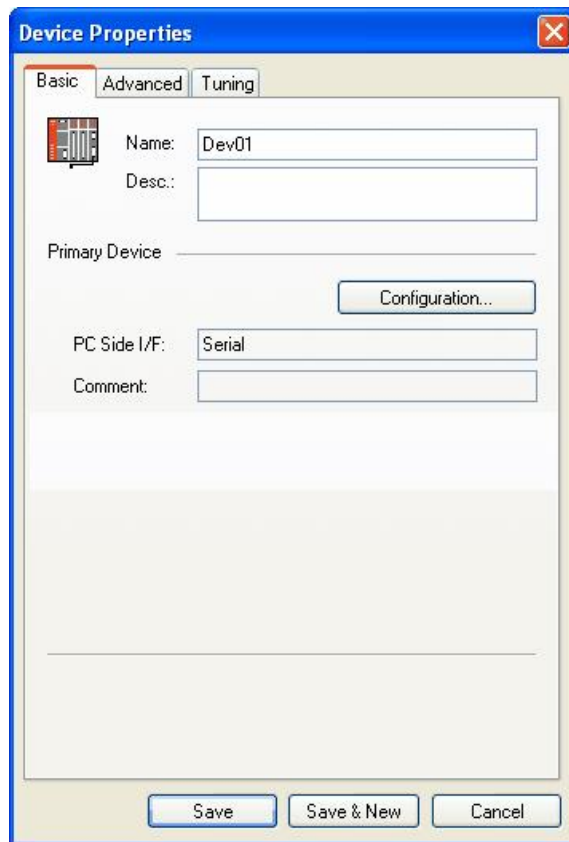 Device Properties
Basic Advanced Tuning
Name: Dev01
Desc.:
Primary Device
Configuration...
PC Side I/F: Serial
Comment:
Save Save & New Cancel